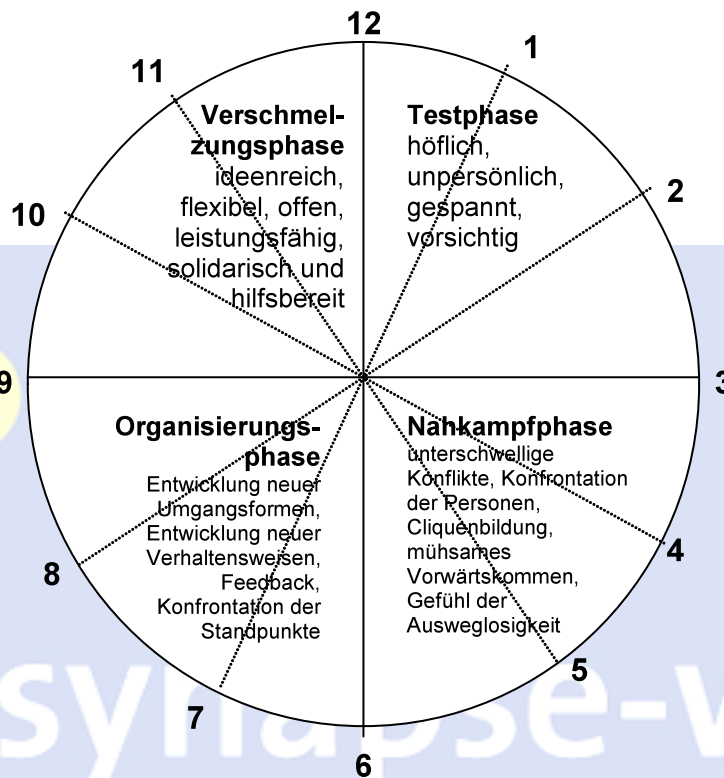 12
11
1
Verschmel-
zungsphase
ideenreich,
flexibel, offen,
leistungsfähig,
solidarisch und
hilfsbereit
Testphase
höflich,
unpersönlich,
gespannt,
vorsichtig
10
2
9
3
Organisierungs-
phase
Entwicklung neuer
Umgangsformen,
Entwicklung neuer
Verhaltensweisen,
Feedback,
Konfrontation der
Standpunkte
Nahkampfphase
unterschwellige
Konflikte, Konfrontation
der Personen,
Cliquenbildung,
mühsames
Vorwärtskommen,
Gefühl der
Ausweglosigkeit
8
4
7
5
6
synapse-w